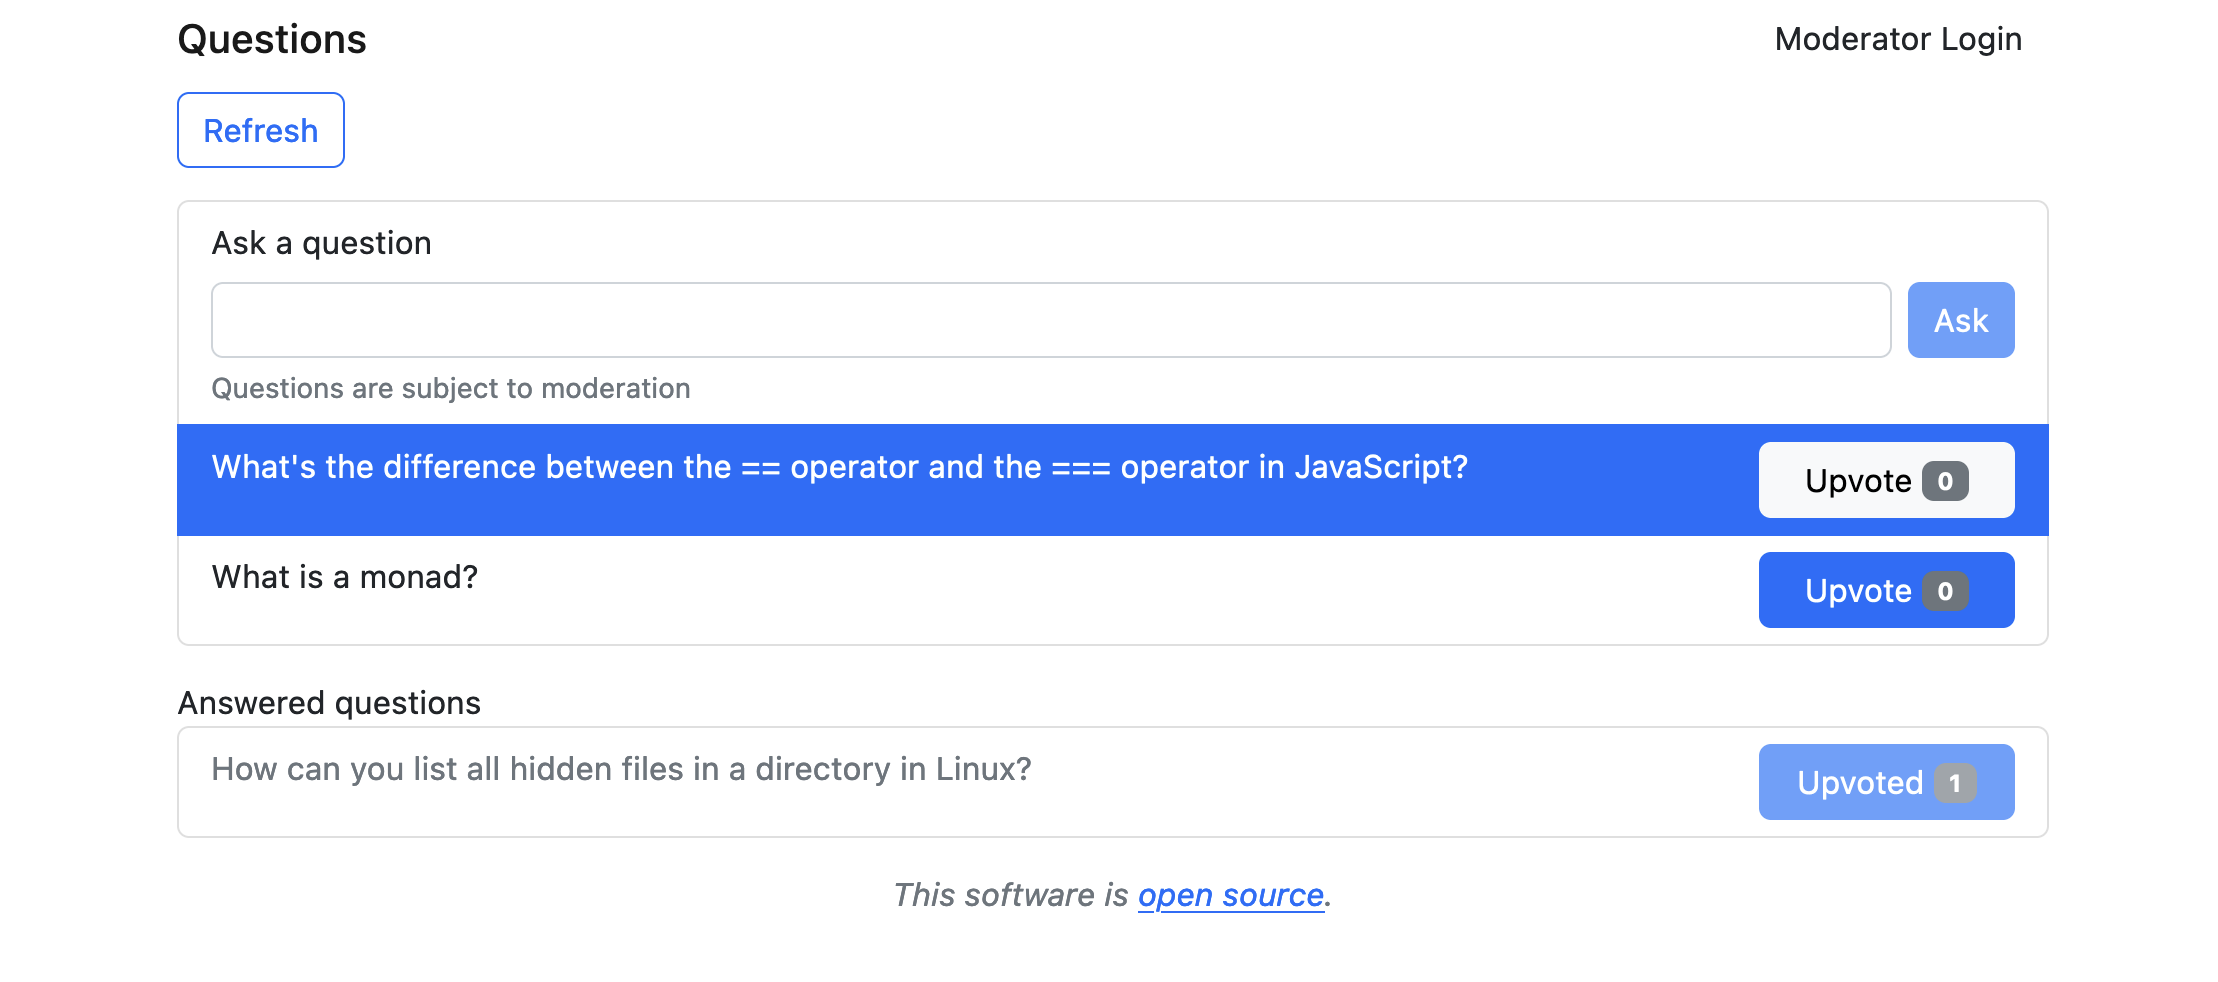 Questions
Moderator Login
Refresh
Ask a question
Ask
Questions are subject to moderation
What's the difference between the == operator and the === operator in JavaScript?
Upvote 0
What is a monad?
Upvote 0
Answered questions
How can you list all hidden files in a directory in Linux?
Upvoted 1
This software is open source.